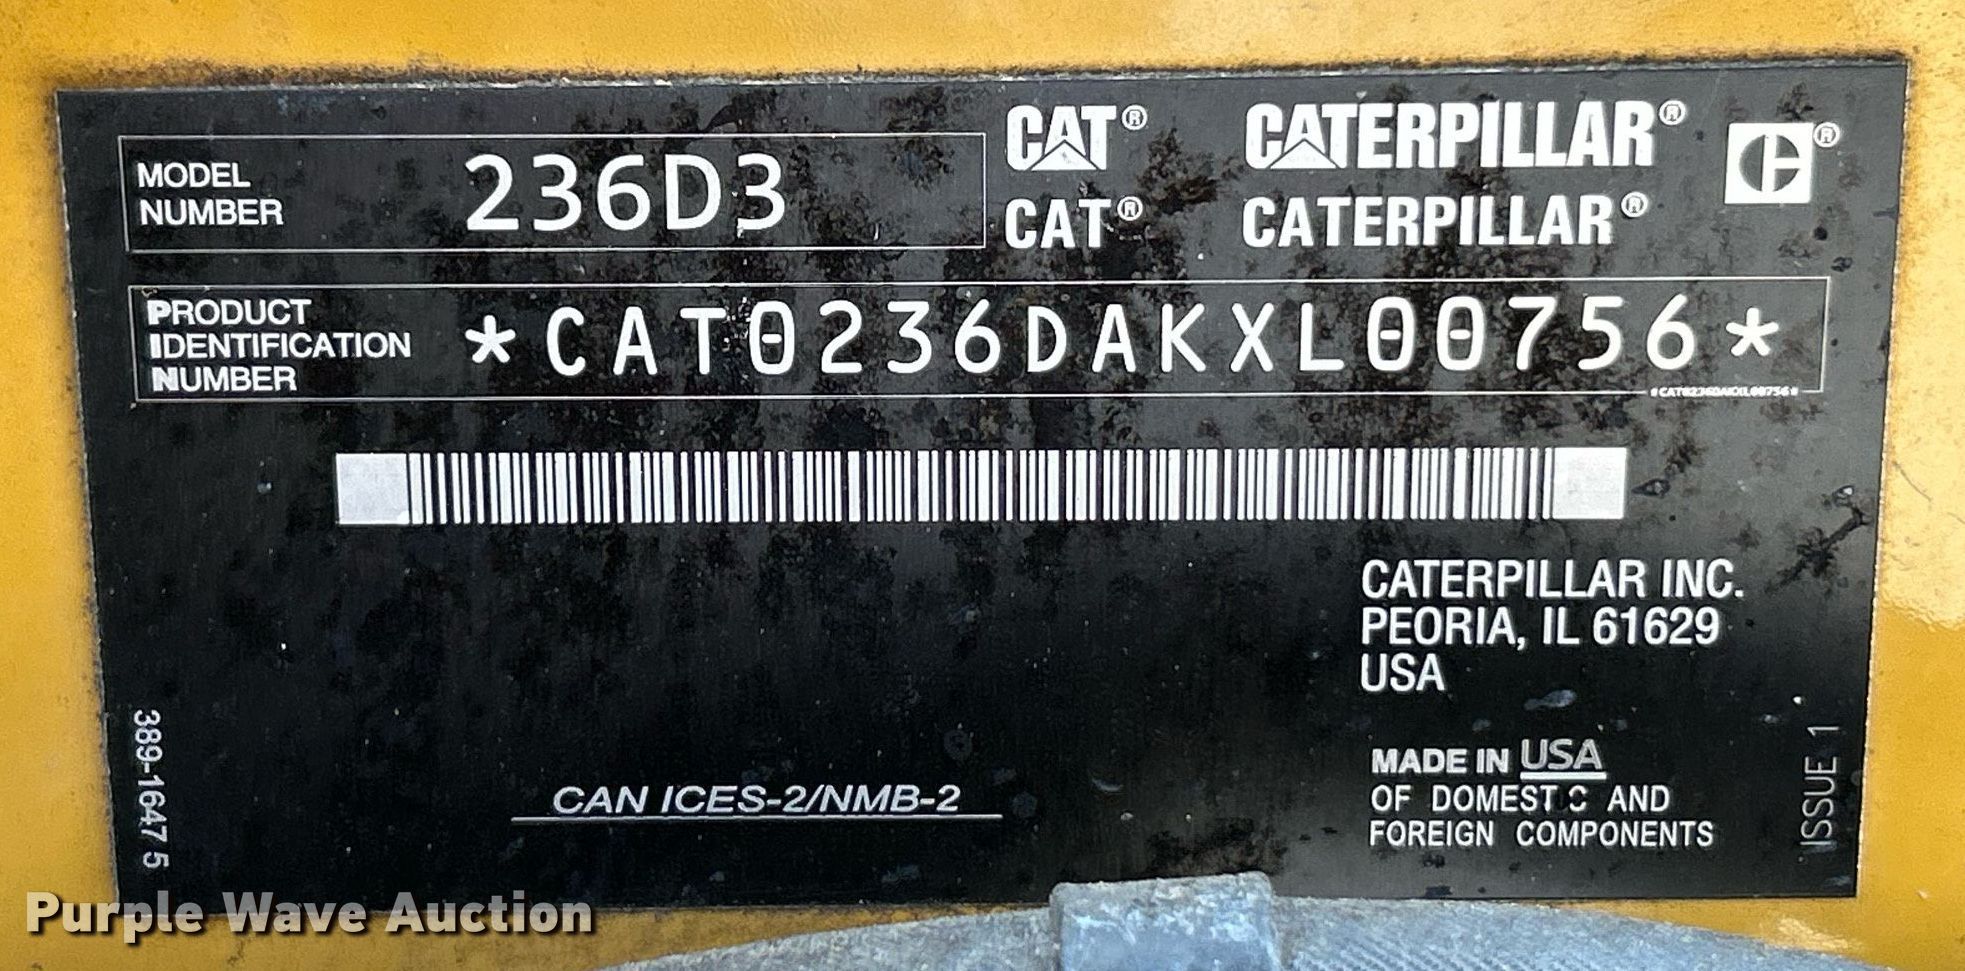 CAT® CATERPILLAR® ®
MODEL NUMBER 236D3
CAT® CATERPILLAR®
PRODUCT IDENTIFICATION NUMBER *CAT0236DAKXL00756*
*CAT0236DAKXL00756*
CATERPILLAR INC.
PEORIA, IL 61629
USA
MADE IN USA
OF DOMEST C AND
FOREIGN COMPONENTS
CAN ICES-2/NMB-2
389-1647 5
ISSUE 1
Purple Wave Auction